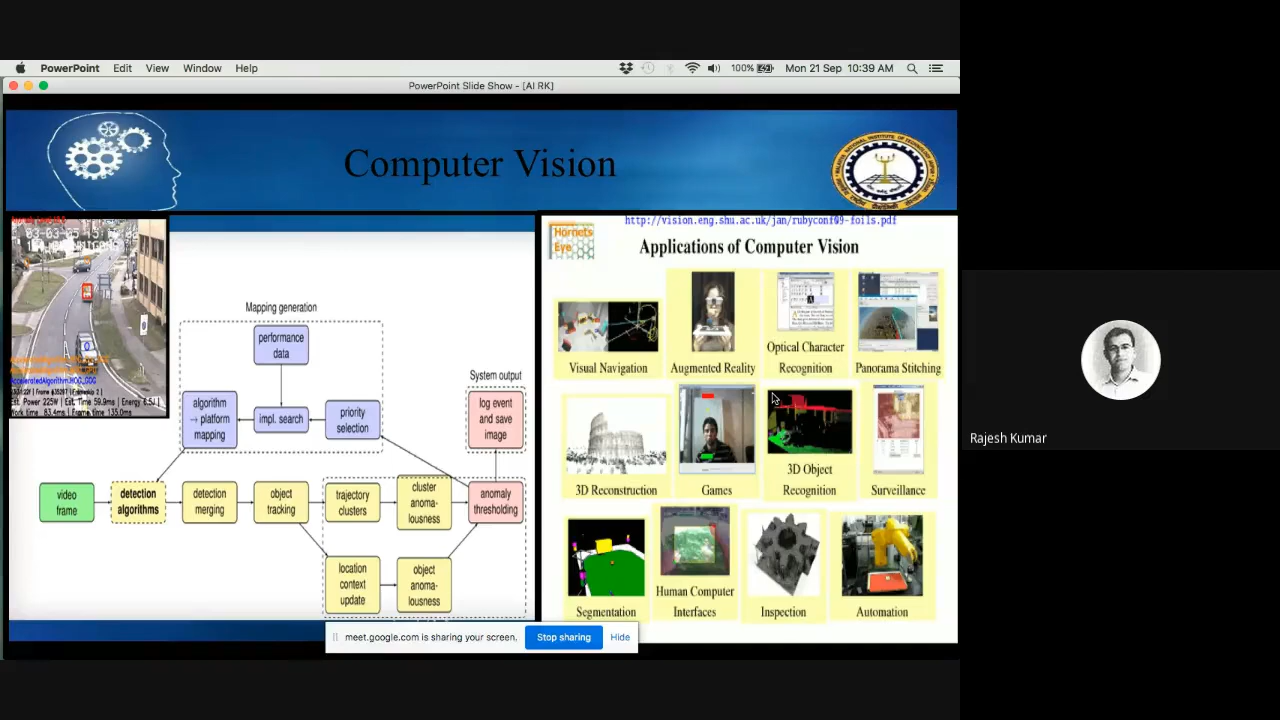 PowerPoint Edit View Window Help 100% Mon 21 Sep 10:39 AM
PowerPoint Slide Show - [AI RK]
Computer Vision
Mapping generation
performance
data
algorithm
→ platform
mapping
impl. search
priority
selection
System output
log event
and save
image
video
frame
detection
algorithms
detection
merging
object
tracking
trajectory
clusters
cluster
anoma-
lousness
anomaly
thresholding
location
context
update
object
anoma-
lousness
http://vision.eng.shu.ac.uk/jan/rubyconf09-foils.pdf
Hornets
Eye
Applications of Computer Vision
Visual Navigation
Augmented Reality
Optical Character
Recognition
Panorama Stitching
3D Reconstruction
Games
3D Object
Recognition
Surveillance
Segmentation
Human Computer
Interfaces
Inspection
Automation
meet.google.com is sharing your screen. Stop sharing Hide
Rajesh Kumar